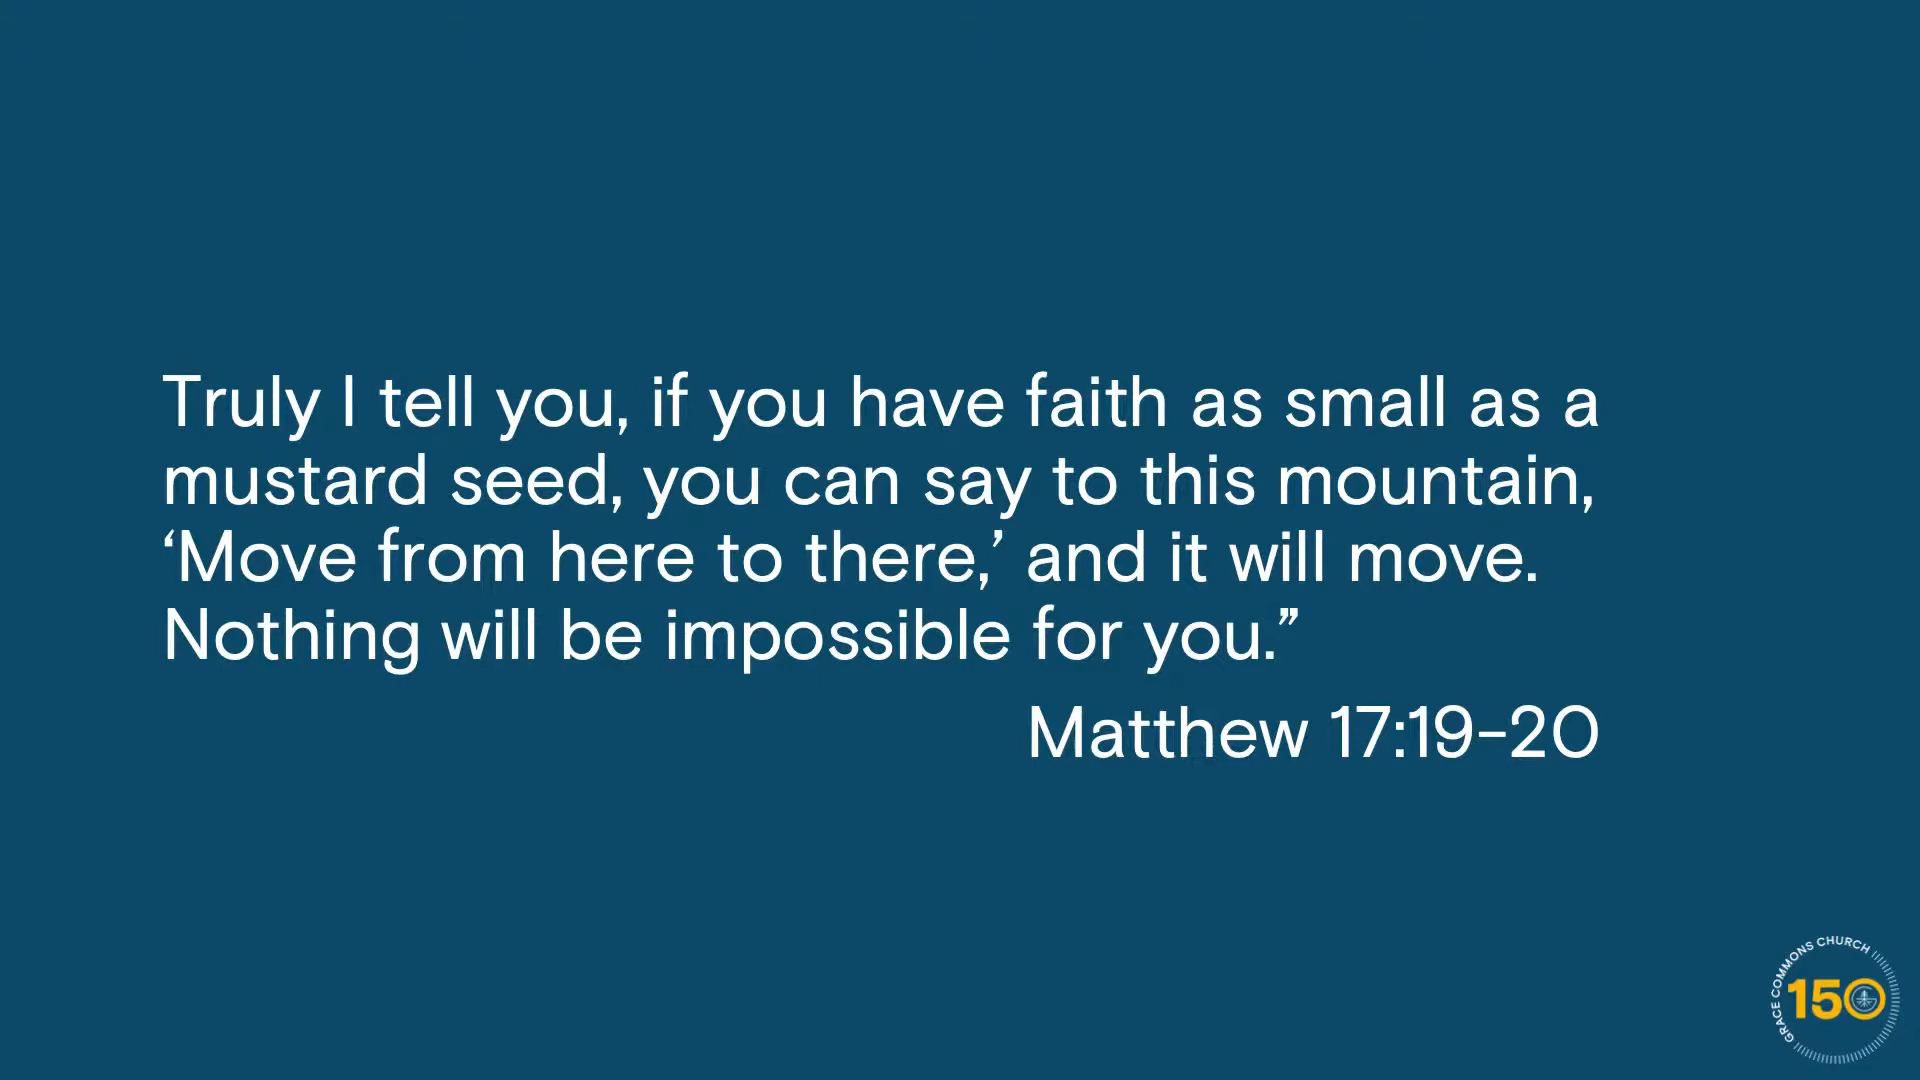 Truly I tell you, if you have faith as small as a
mustard seed, you can say to this mountain,
‘Move from here to there,’ and it will move.
Nothing will be impossible for you.”
Matthew 17:19-20
GRACE COMMONS CHURCH
150